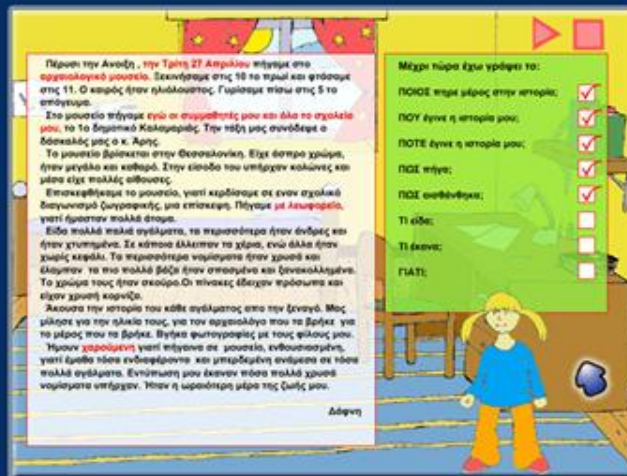 Πέρυσι την Ανοιξη , την Τρίτη 27 Απριλίου πήγαμε στο
αρχαιολογικό μουσείο. Ξεκινήσαμε στις 10 το πρωί και φτάσαμε
στις 11. Ο καιρός ήταν ηλιόλουστος. Γυρίσαμε πίσω στις 5 το
απόγευμα.
Στο μουσείο πήγαμε εγώ οι συμμαθητές μου και όλο το σχολείο
μου, το 1ο δημοτικό Καλαμαριάς. Την τάξη μας συνόδεψε ο
δάσκαλός μας ο κ. Άρης.
Το μουσείο βρίσκεται στην Θεσσαλονίκη. Είχε άσπρο χρώμα,
ήταν μεγάλο και καθαρό. Στην είσοδο του υπήρχαν κολώνες και
μέσα είχε πολλές αίθουσες.
Επισκεφθήκαμε το μουσείο, γιατί κερδίσαμε σε εναν σχολικό
διαγωνισμό ζωγραφικής, μια επίσκεψη. Πήγαμε με λεωφορείο,
γιατί ήμασταν πολλά άτομα.
Είδα πολλά παλιά αγάλματα, τα περισσότερα ήταν άνδρες και
ήταν χτυπημένα. Σε κάποια έλλειπαν τα χέρια, ενώ άλλα ήταν
χωρίς κεφάλι. Τα περισσότερα νομίσματα ήταν χρυσά και
έλαμπαν τα πιο πολλά βάζα ήταν σπασμένα και ξανακολλημένα.
Το χρώμα τους ήταν σκούρο.Οι πίνακες έδειχαν πρόσωπα και
είχαν χρυσή κορνίζα.
Άκουσα την ιστορία του κάθε αγάλματος απο την ξεναγό. Μας
μίλησε για την ηλικία τους, για τον αρχαιολόγο που τα βρήκε για
το μέρος που τα βρήκε. Βγήκα φωτογραφίες με τους φίλους μου.
Ήμουν χαρούμενη γιατί πήγαινα σε μουσείο, ενθουσιασμένη,
γιατί έμαθα τόσα ενδιαφέροντα και μπερδεμένη ανάμεσα σε τόσα
πολλά αγάλματα. Εντύπωση μου έκαναν πόσα πολλά χρυσά
νομίσματα υπήρχαν. Ήταν η ωραιότερη μέρα της ζωής μου.
Δάφνη
Μέχρι τώρα έχω γράψει το:
ΠΟΙΟΣ πηρε μέρος στην ιστορία;
ΠΟΥ έγινε η ιστορία μου;
ΠΟΤΕ έγινε η ιστορία μου;
ΠΩΣ πήγα;
ΠΩΣ αισθάνθηκα;
ΤΙ είδα;
ΤΙ έκανα;
ΓΙΑΤΙ;